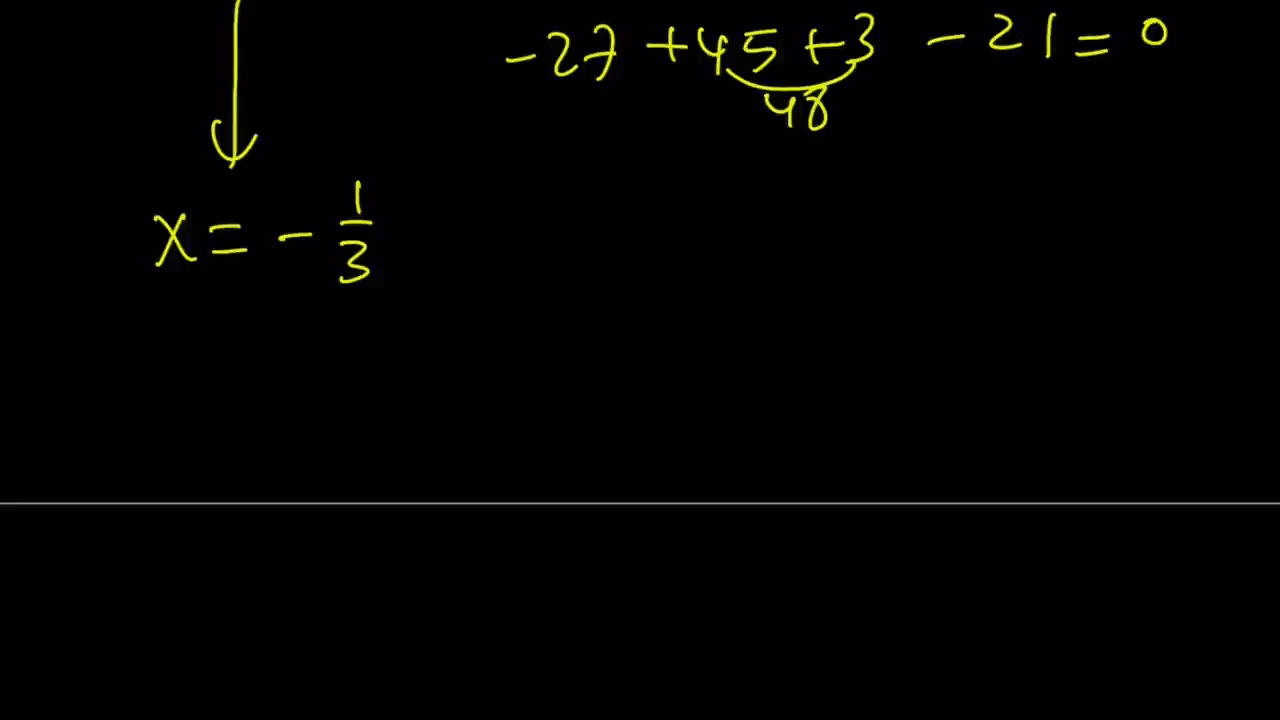 -27 +45 +3 -21 = 0
48
x = - 1/3